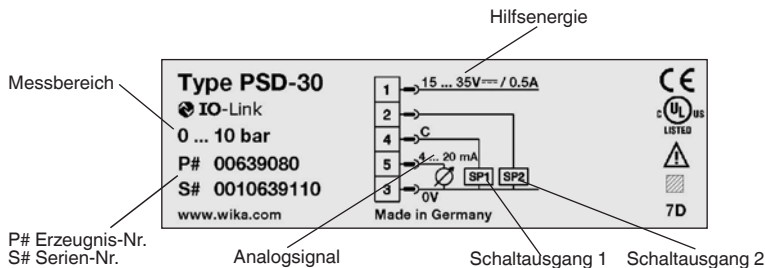 Hilfsenergie
Messbereich
Type PSD-30
IO-Link
0 ... 10 bar
P# 00639080
S# 0010639110
www.wika.com
1
15 ... 35V⎓ / 0.5A
2
4
C
5
4 ... 20 mA
3
0V
SP1
SP2
Made in Germany
CE
C UL US
LISTED
7D
P# Erzeugnis-Nr.
S# Serien-Nr.
Analogsignal
Schaltausgang 1
Schaltausgang 2